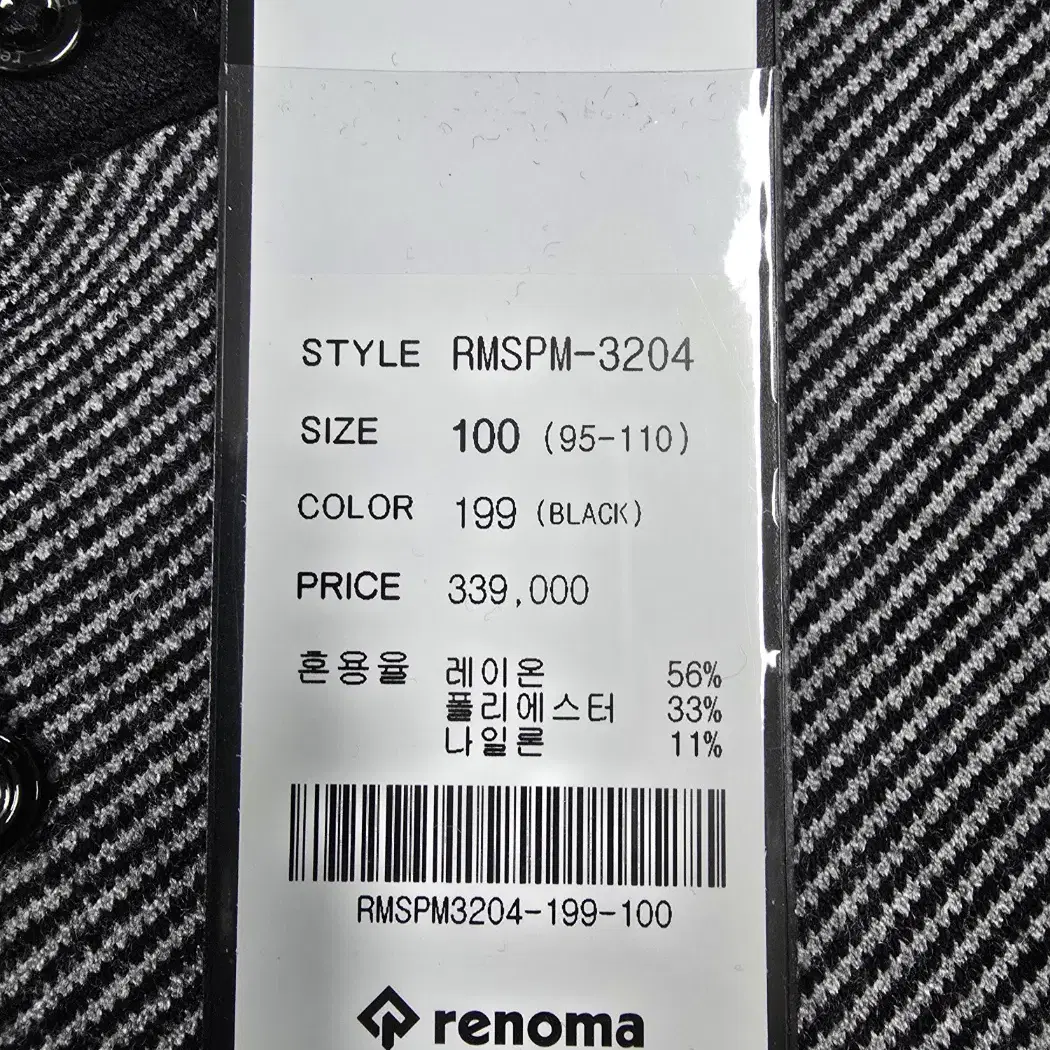 STYLE RMSPM-3204
SIZE 100 (95-110)
COLOR 199 (BLACK)
PRICE 339,000
혼용율 레이온 56%
폴리에스터 33%
나일론 11%
RMSPM3204-199-100
renoma